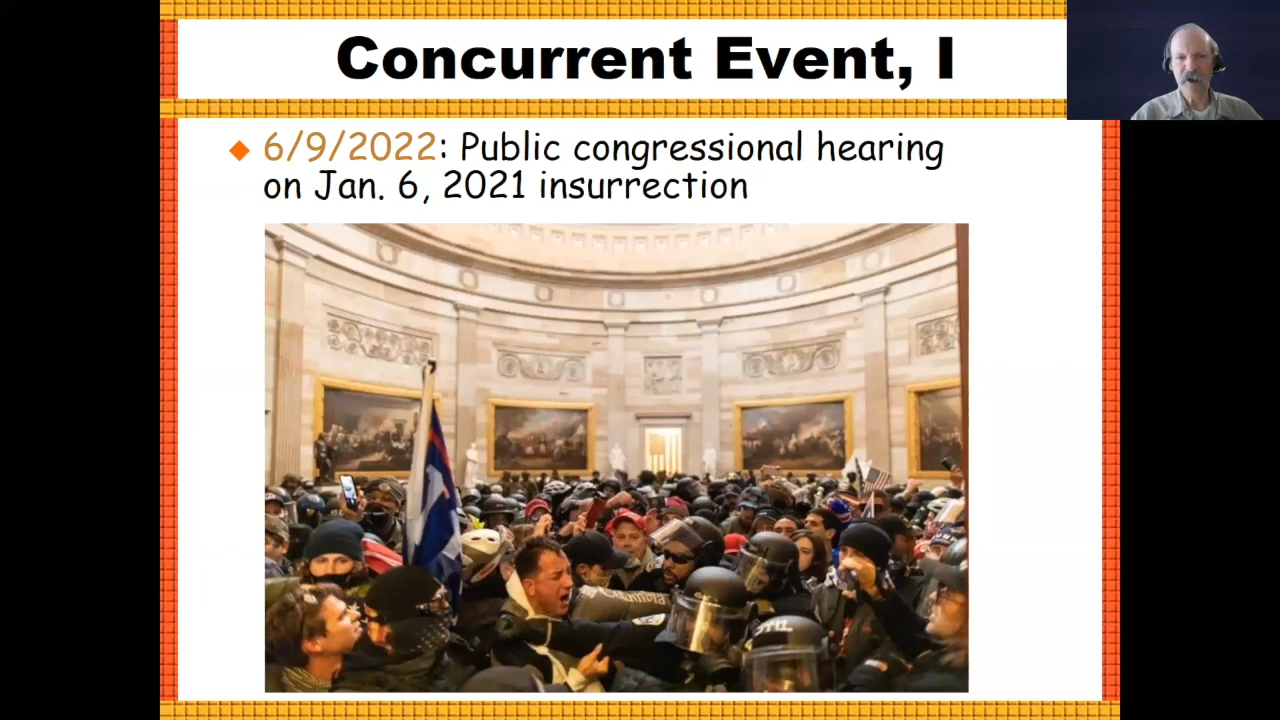 Concurrent Event, I
6/9/2022: Public congressional hearing
on Jan. 6, 2021 insurrection